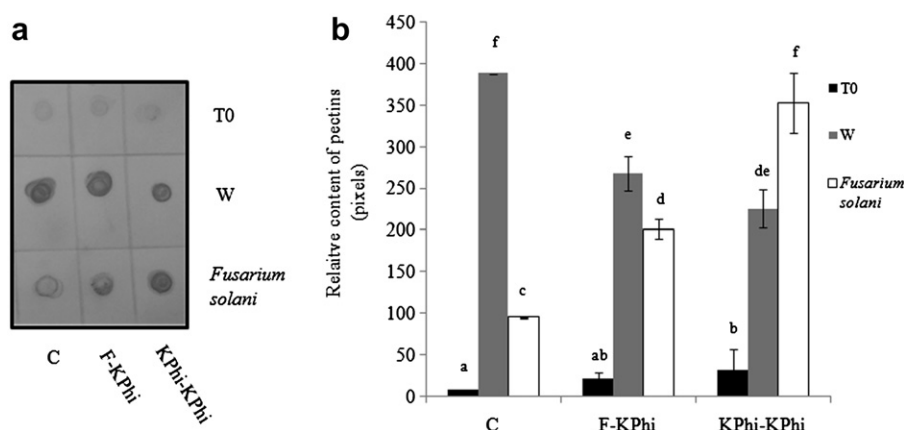 a
T0
W
Fusarium
solani
C
F-KPhi
KPhi-KPhi
b
Relaitve content of pectins
(pixels)
450
400
350
300
250
200
150
100
50
0
a
f
c
ab
e
d
b
de
f
C
F-KPhi
KPhi-KPhi
T0
W
Fusarium
solani